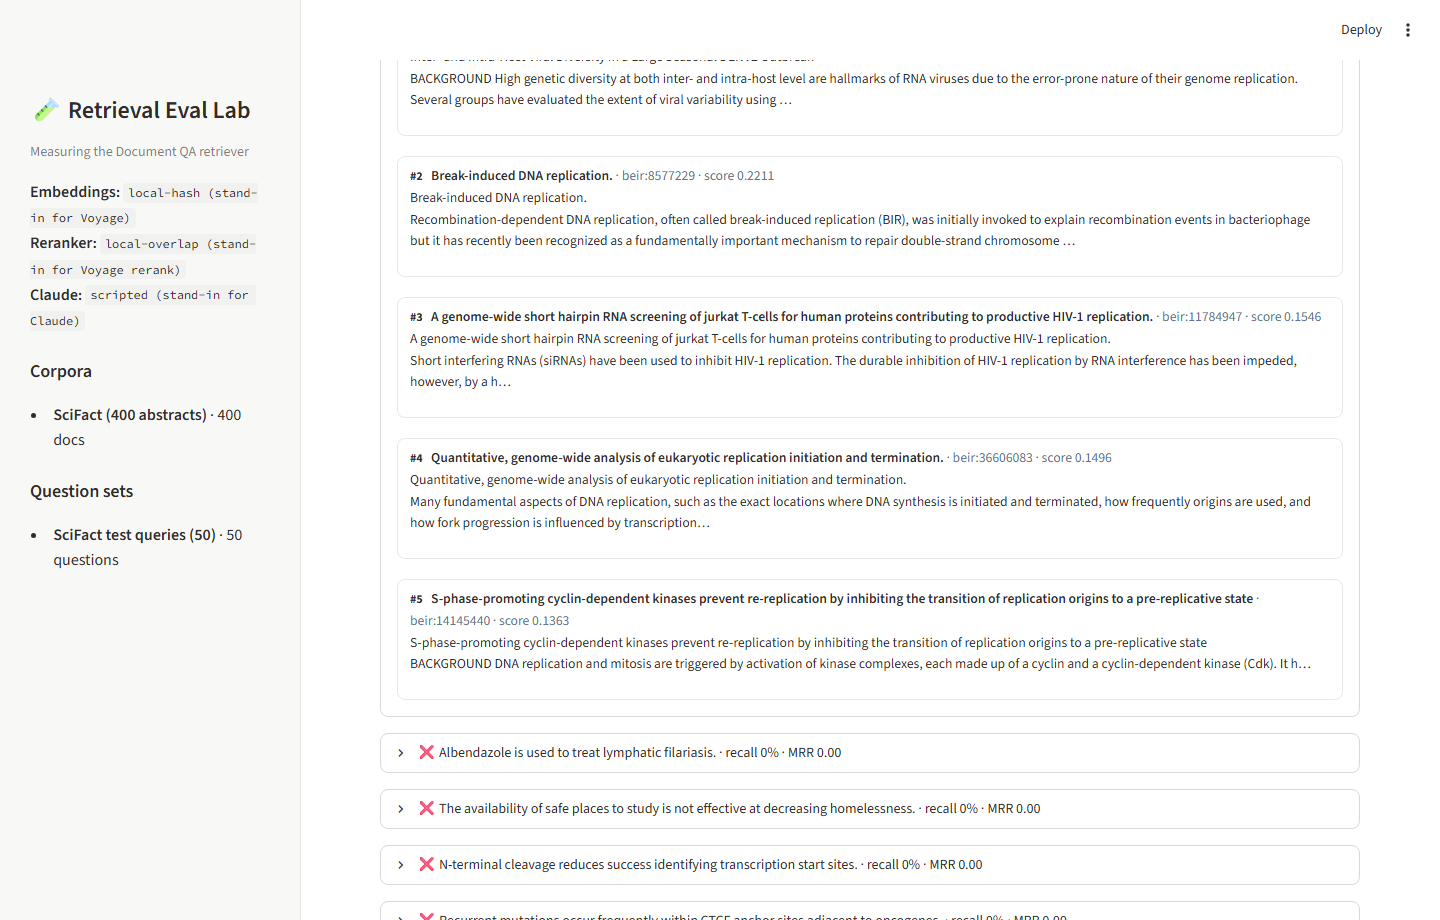 Deploy
Retrieval Eval Lab
Measuring the Document QA retriever
Embeddings: local-hash (stand-
in for Voyage)
Reranker: local-overlap (stand-
in for Voyage rerank)
Claude: scripted (stand-in for
Claude)
Corpora
SciFact (400 abstracts) · 400
docs
Question sets
SciFact test queries (50) · 50
questions
BACKGROUND High genetic diversity at both inter- and intra-host level are hallmarks of RNA viruses due to the error-prone nature of their genome replication.
Several groups have evaluated the extent of viral variability using …
#2 Break-induced DNA replication. · beir:8577229 · score 0.2211
Break-induced DNA replication.
Recombination-dependent DNA replication, often called break-induced replication (BIR), was initially invoked to explain recombination events in bacteriophage
but it has recently been recognized as a fundamentally important mechanism to repair double-strand chromosome …
#3 A genome-wide short hairpin RNA screening of jurkat T-cells for human proteins contributing to productive HIV-1 replication. · beir:11784947 · score 0.1546
A genome-wide short hairpin RNA screening of jurkat T-cells for human proteins contributing to productive HIV-1 replication.
Short interfering RNAs (siRNAs) have been used to inhibit HIV-1 replication. The durable inhibition of HIV-1 replication by RNA interference has been impeded,
however, by a h…
#4 Quantitative, genome-wide analysis of eukaryotic replication initiation and termination. · beir:36606083 · score 0.1496
Quantitative, genome-wide analysis of eukaryotic replication initiation and termination.
Many fundamental aspects of DNA replication, such as the exact locations where DNA synthesis is initiated and terminated, how frequently origins are used, and
how fork progression is influenced by transcription…
#5 S-phase-promoting cyclin-dependent kinases prevent re-replication by inhibiting the transition of replication origins to a pre-replicative state ·
beir:14145440 · score 0.1363
S-phase-promoting cyclin-dependent kinases prevent re-replication by inhibiting the transition of replication origins to a pre-replicative state
BACKGROUND DNA replication and mitosis are triggered by activation of kinase complexes, each made up of a cyclin and a cyclin-dependent kinase (Cdk). It h…
Albendazole is used to treat lymphatic filariasis. · recall 0% · MRR 0.00
The availability of safe places to study is not effective at decreasing homelessness. · recall 0% · MRR 0.00
N-terminal cleavage reduces success identifying transcription start sites. · recall 0% · MRR 0.00
Recurrent mutations occur frequently within CTCF anchor sites adjacent to oncogenes. · recall 0% · MRR 0.00